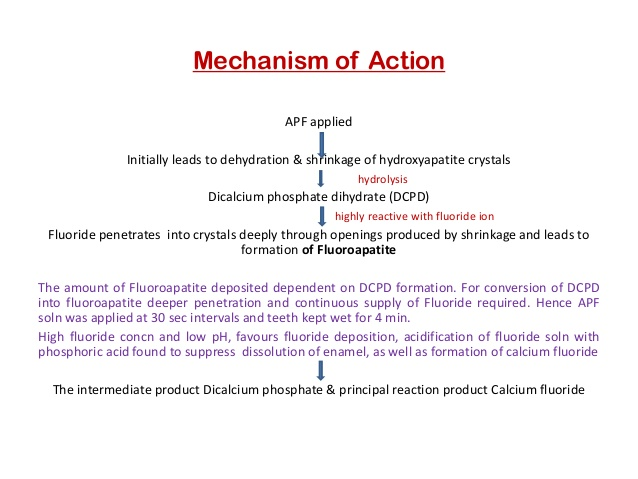 Mechanism of Action
APF applied
Initially leads to dehydration & shrinkage of hydroxyapatite crystals
hydrolysis
Dicalcium phosphate dihydrate (DCPD)
highly reactive with fluoride ion
Fluoride penetrates into crystals deeply through openings produced by shrinkage and leads to
formation of Fluoroapatite
The amount of Fluoroapatite deposited dependent on DCPD formation. For conversion of DCPD
into fluoroapatite deeper penetration and continuous supply of Fluoride required. Hence APF
soln was applied at 30 sec intervals and teeth kept wet for 4 min.
High fluoride concn and low pH, favours fluoride deposition, acidification of fluoride soln with
phosphoric acid found to suppress dissolution of enamel, as well as formation of calcium fluoride
The intermediate product Dicalcium phosphate & principal reaction product Calcium fluoride